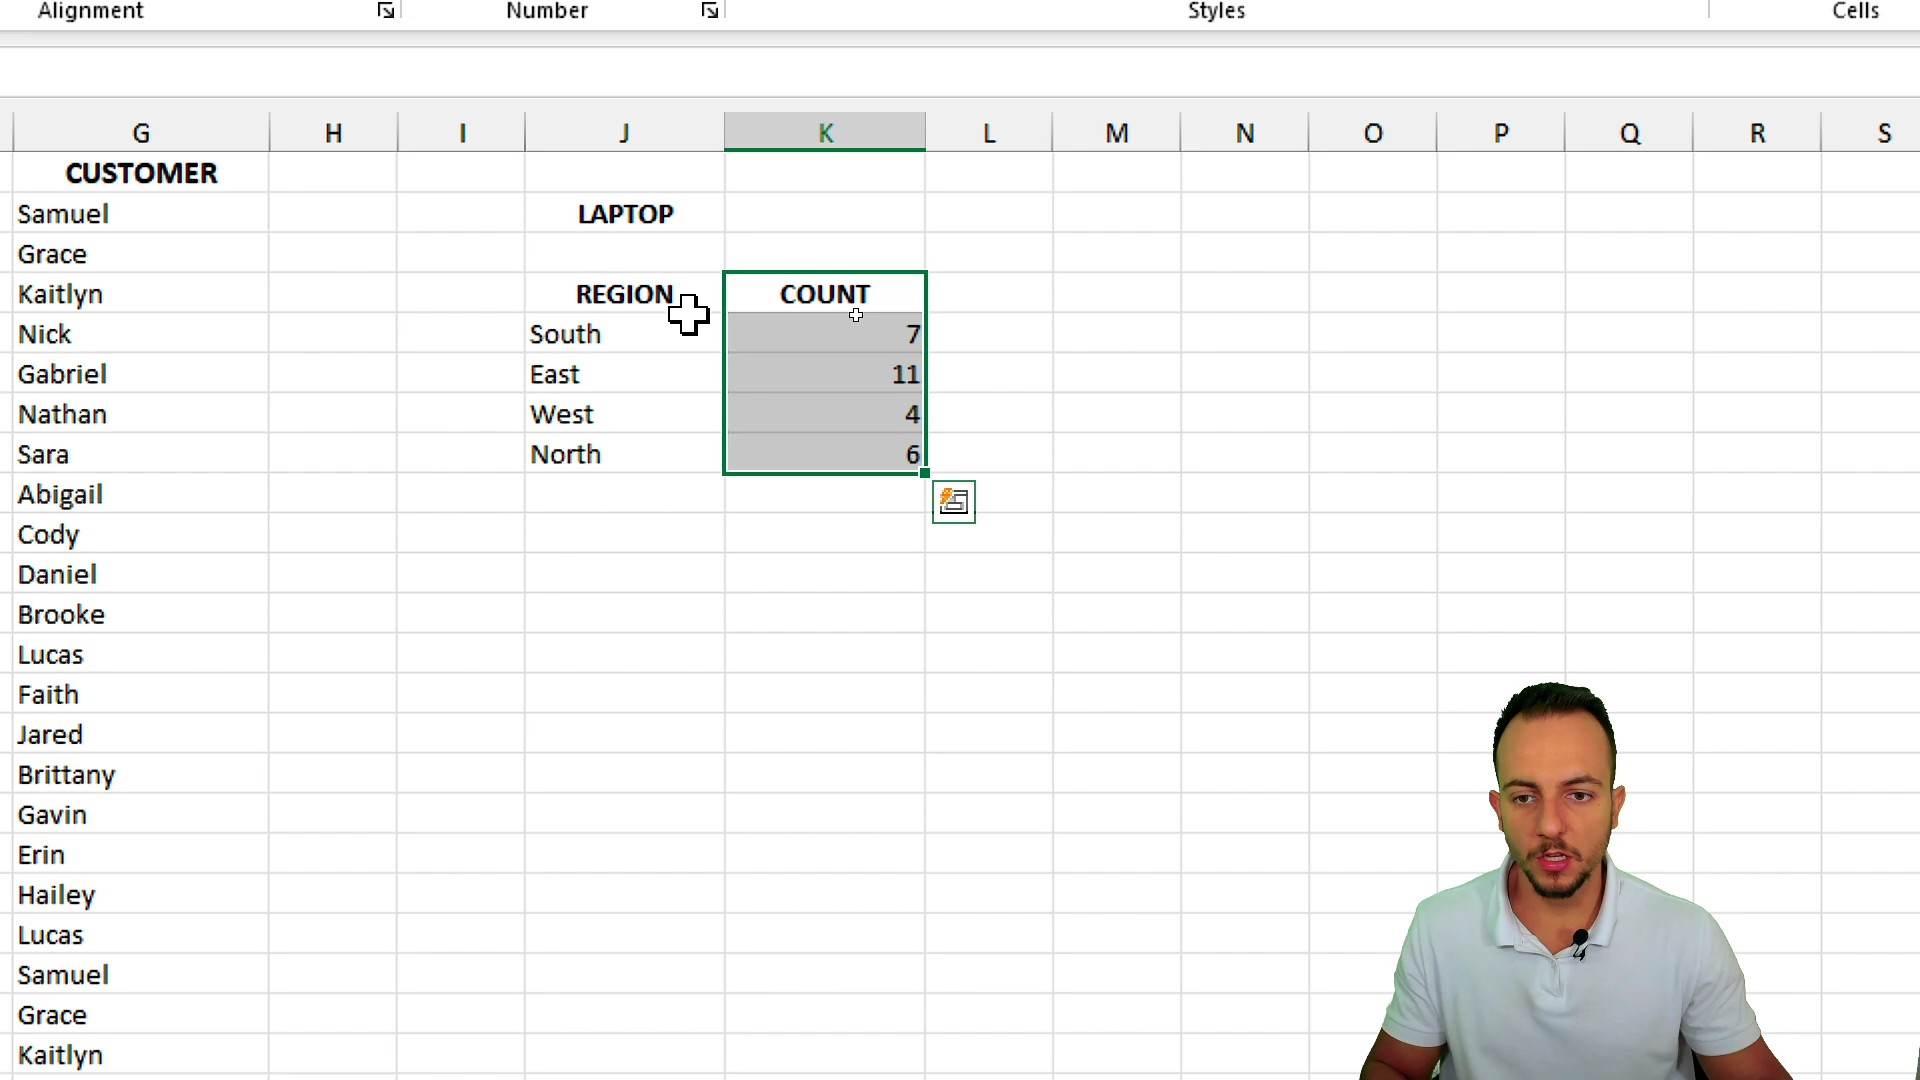 Alignment Number Styles Cells
G H I J K L M N O P Q R S
CUSTOMER
Samuel LAPTOP
Grace
Kaitlyn REGION COUNT
Nick South 7
Gabriel East 11
Nathan West 4
Sara North 6
Abigail
Cody
Daniel
Brooke
Lucas
Faith
Jared
Brittany
Gavin
Erin
Hailey
Lucas
Samuel
Grace
Kaitlyn